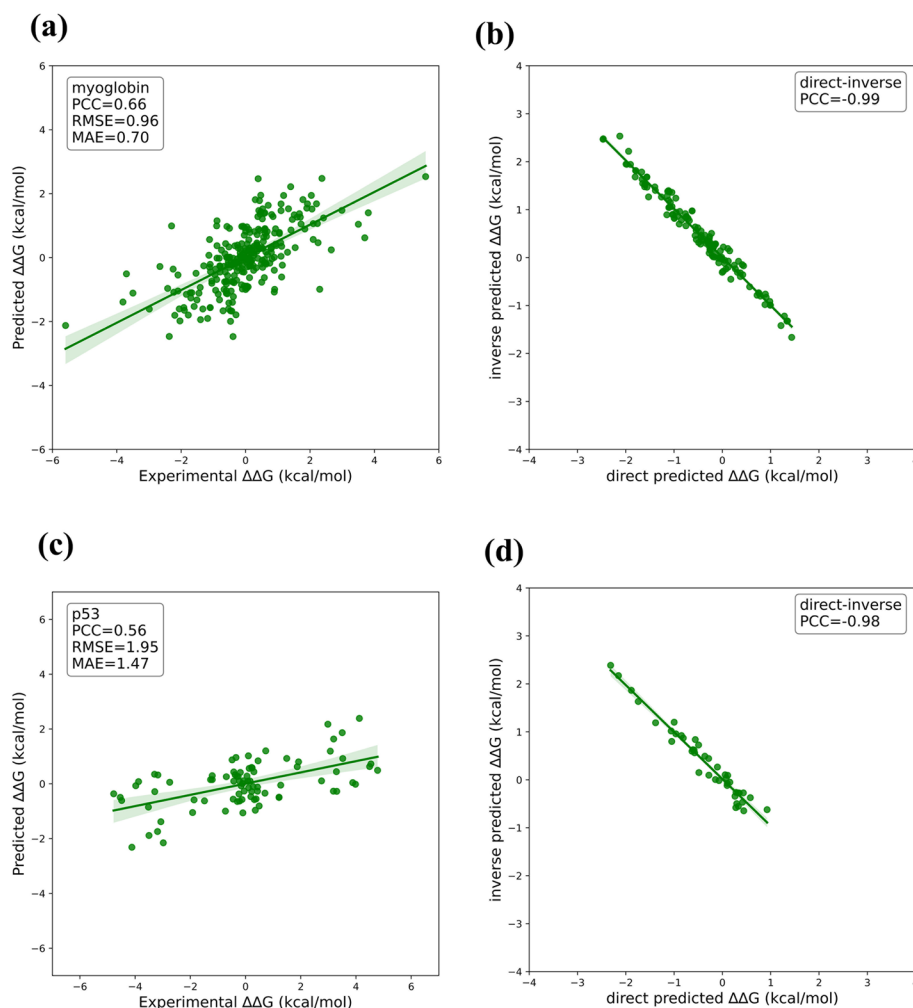 (a)
6
4
2
0
−2
−4
−6
−6
−4
−2
0
2
4
6
Predicted ΔΔG (kcal/mol)
Experimental ΔΔG (kcal/mol)
myoglobin
PCC=0.66
RMSE=0.96
MAE=0.70
(b)
4
3
2
1
0
−1
−2
−3
−4
−4
−3
−2
−1
0
1
2
3
4
inverse predicted ΔΔG (kcal/mol)
direct predicted ΔΔG (kcal/mol)
direct-inverse
PCC=-0.99
(c)
6
4
2
0
−2
−4
−6
−6
−4
−2
0
2
4
6
Predicted ΔΔG (kcal/mol)
Experimental ΔΔG (kcal/mol)
p53
PCC=0.56
RMSE=1.95
MAE=1.47
(d)
4
3
2
1
0
−1
−2
−3
−4
−4
−3
−2
−1
0
1
2
3
4
inverse predicted ΔΔG (kcal/mol)
direct predicted ΔΔG (kcal/mol)
direct-inverse
PCC=-0.98